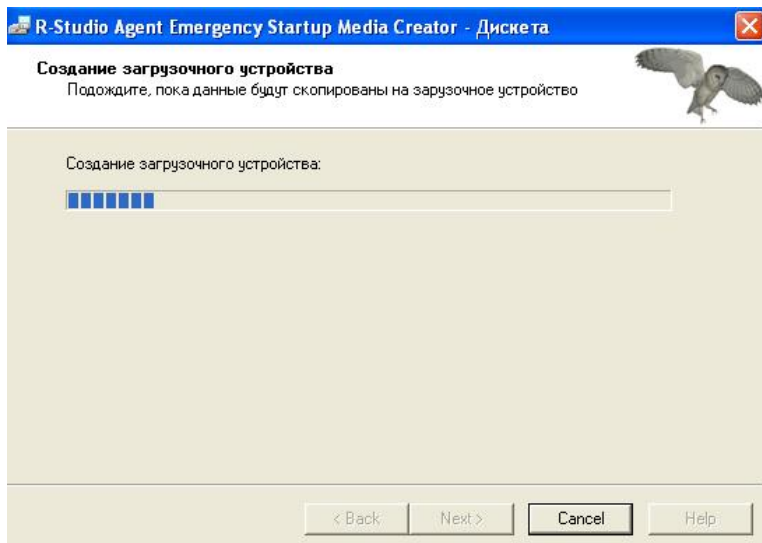 R-Studio Agent Emergency Startup Media Creator - Дискета
Создание загрузочного устройства
Подождите, пока данные будут скопированы на зарузочное устройство
Создание загрузочного устройства:
< Back Next > Cancel Help